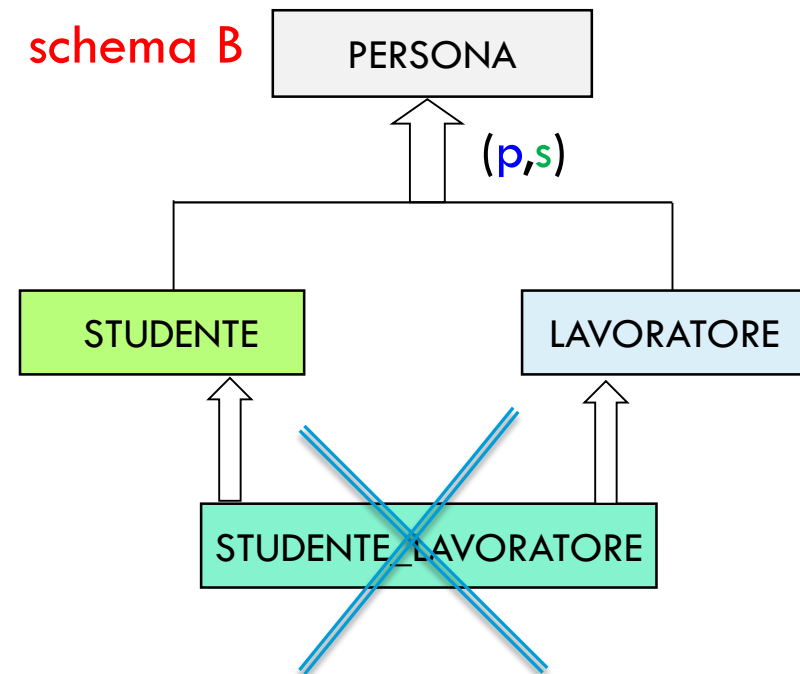 schema B
PERSONA
(p,s)
STUDENTE
LAVORATORE
STUDENTE_LAVORATORE